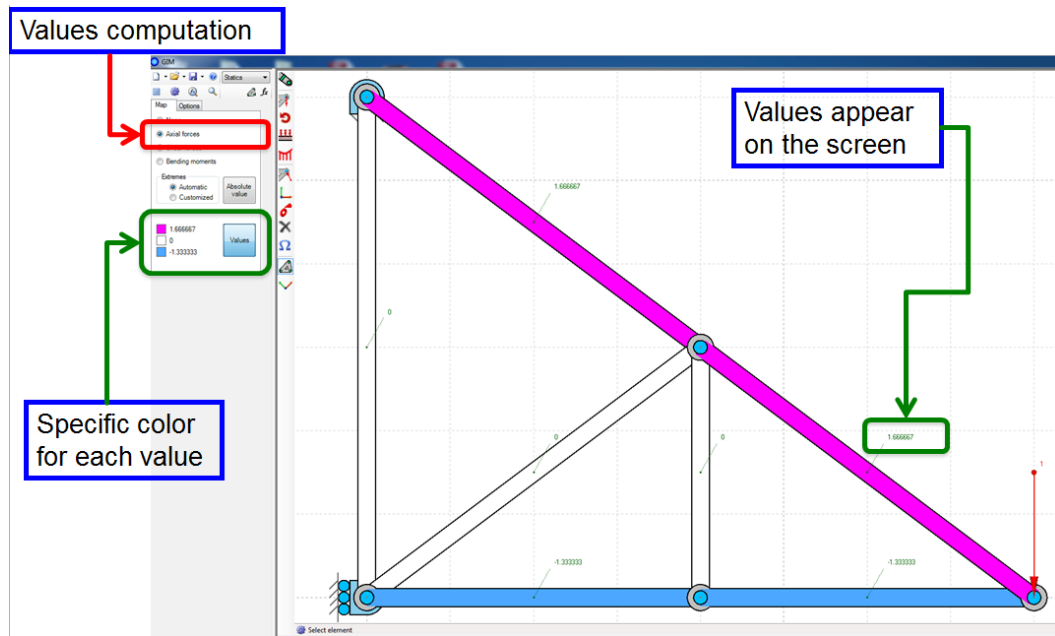 Values computation
GIM
Statics
Map
Options
Axial forces
Bending moments
Extremes
Automatic
Customized
Absolute
value
1.666667
0
-1.333333
Values
fx
Ω
Values appear
on the screen
1.666667
0
0
0
1.666667
1
-1.333333
-1.333333
Specific color
for each value
Select element